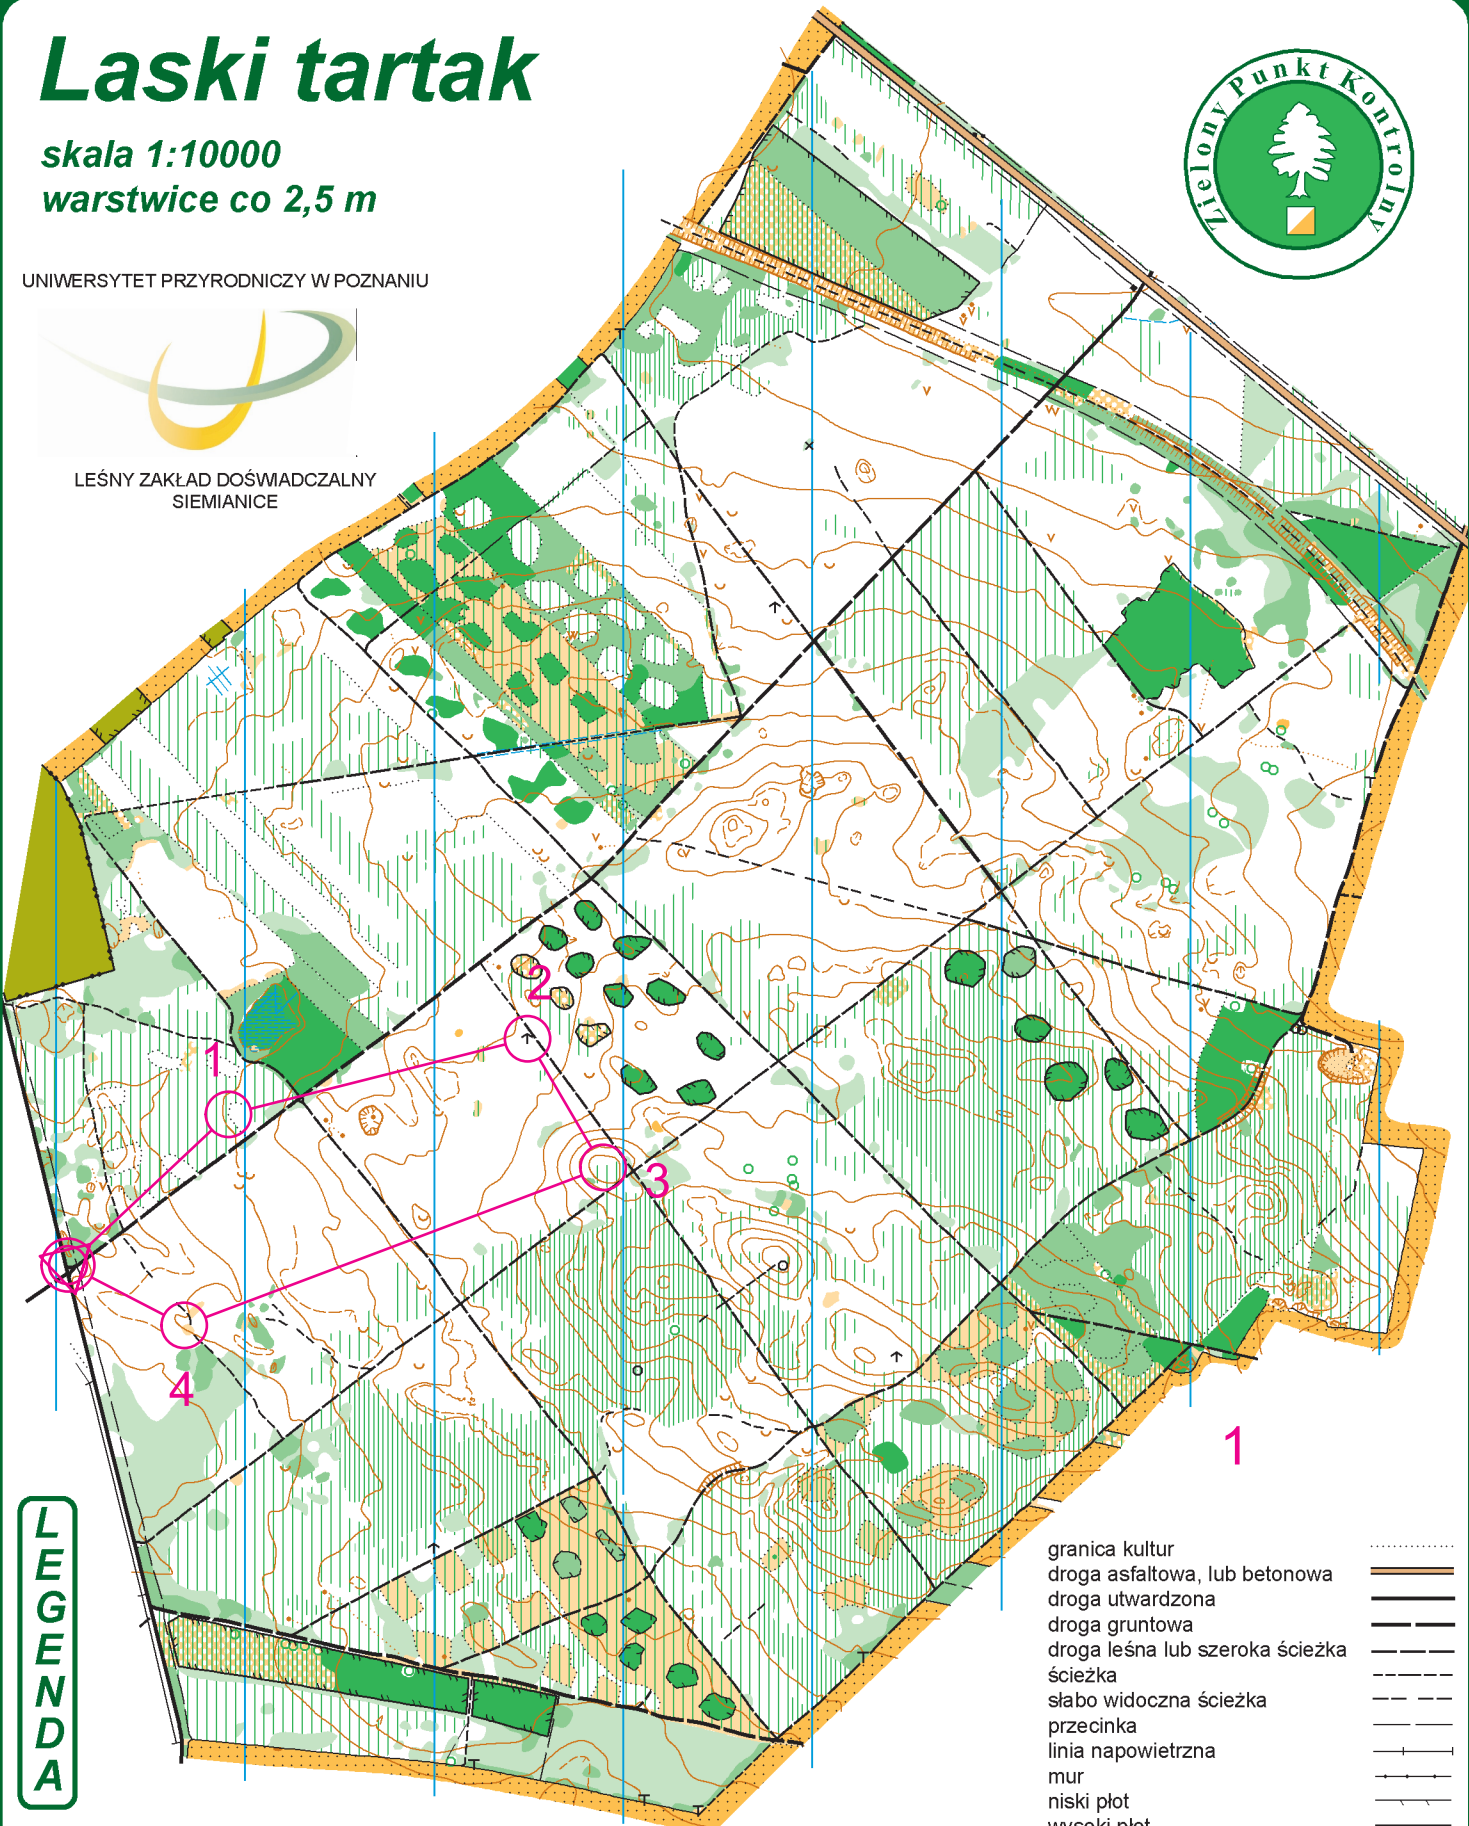 Laski tartak
skala 1:10000
warstwice co 2,5 m
Zielony Punkt Kontrolny
UNIWERSYTET PRZYRODNICZY W POZNANIU
LEŚNY ZAKŁAD DOŚWIADCZALNY
SIEMIANICE
2
1
3
4
1
LEGENDA
granica kultur
droga asfaltowa, lub betonowa
droga utwardzona
droga gruntowa
droga leśna lub szeroka ścieżka
ścieżka
słabo widoczna ścieżka
przecinka
linia napowietrzna
mur
niski płot
wysoki płot